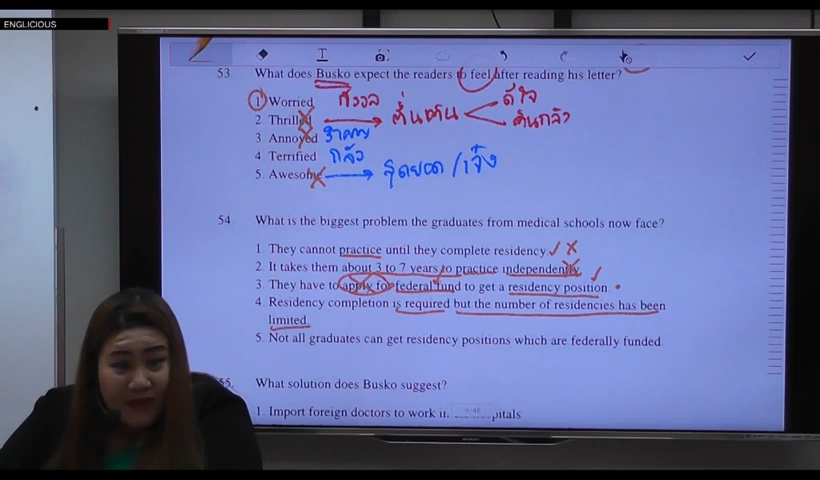 ENGLICIOUS
53. What does Busko expect the readers to feel after reading his letter?
1 Worried กังวล
2 Thrilled ตื่นเต้น ดีใจ
ตื่นกลัว
3 Annoyed รำคาญ
4 Terrified กลัว
5. Awesome สุดยอด / เจ๋ง
54. What is the biggest problem the graduates from medical schools now face?
1 They cannot practice until they complete residency
2. It takes them about 3 to 7 years to practice independently.
3. They have to apply for federal fund to get a residency position.
4. Residency completion is required but the number of residencies has been
limited.
5. Not all graduates can get residency positions which are federally funded.
55. What solution does Busko suggest?
1. Import foreign doctors to work in